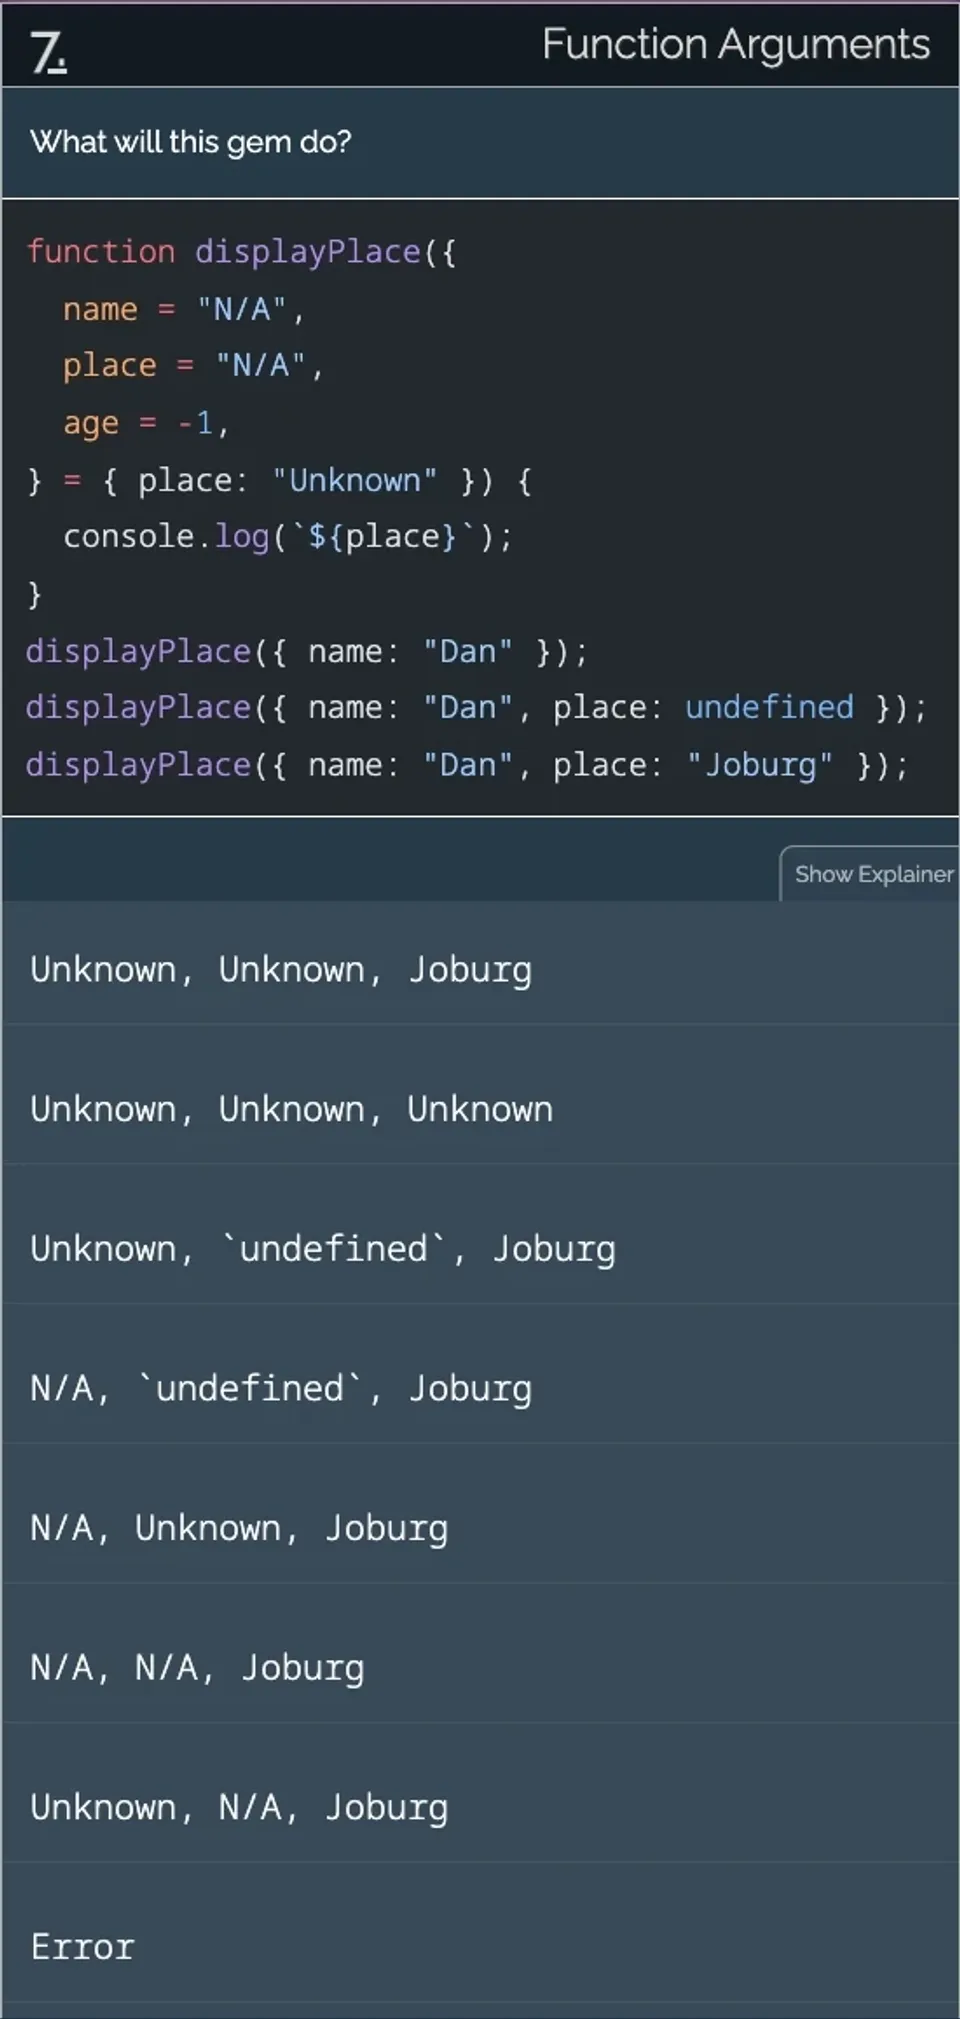 7.
Function Arguments
What will this gem do?
function displayPlace({
  name = "N/A",
  place = "N/A",
  age = -1,
} = { place: "Unknown" }) {
  console.log(`${place}`);
}
displayPlace({ name: "Dan" });
displayPlace({ name: "Dan", place: undefined });
displayPlace({ name: "Dan", place: "Joburg" });
Show Explainer
Unknown, Unknown, Joburg
Unknown, Unknown, Unknown
Unknown, `undefined`, Joburg
N/A, `undefined`, Joburg
N/A, Unknown, Joburg
N/A, N/A, Joburg
Unknown, N/A, Joburg
Error